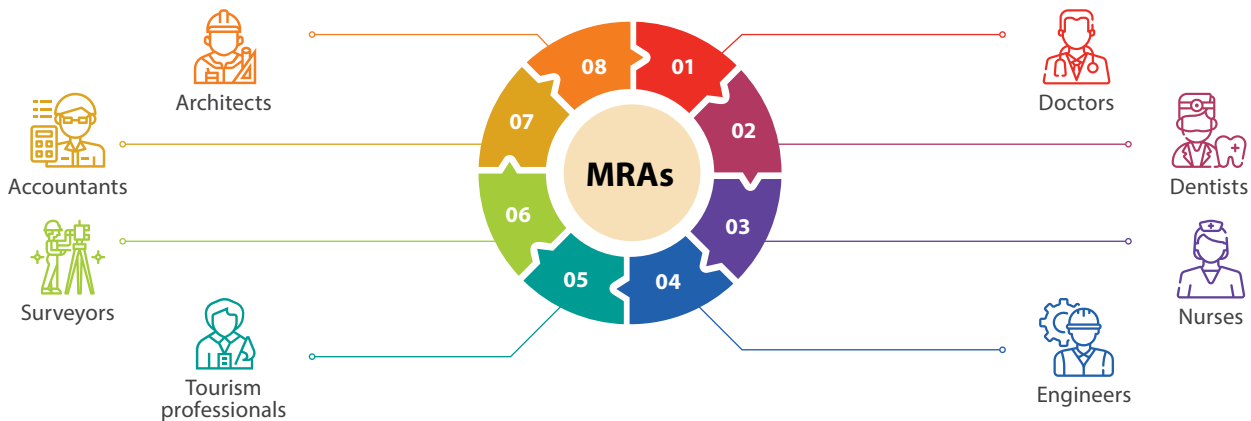 MRAs
01
Doctors
02
Dentists
03
Nurses
04
Engineers
05
Tourism
professionals
06
Surveyors
07
Accountants
08
Architects